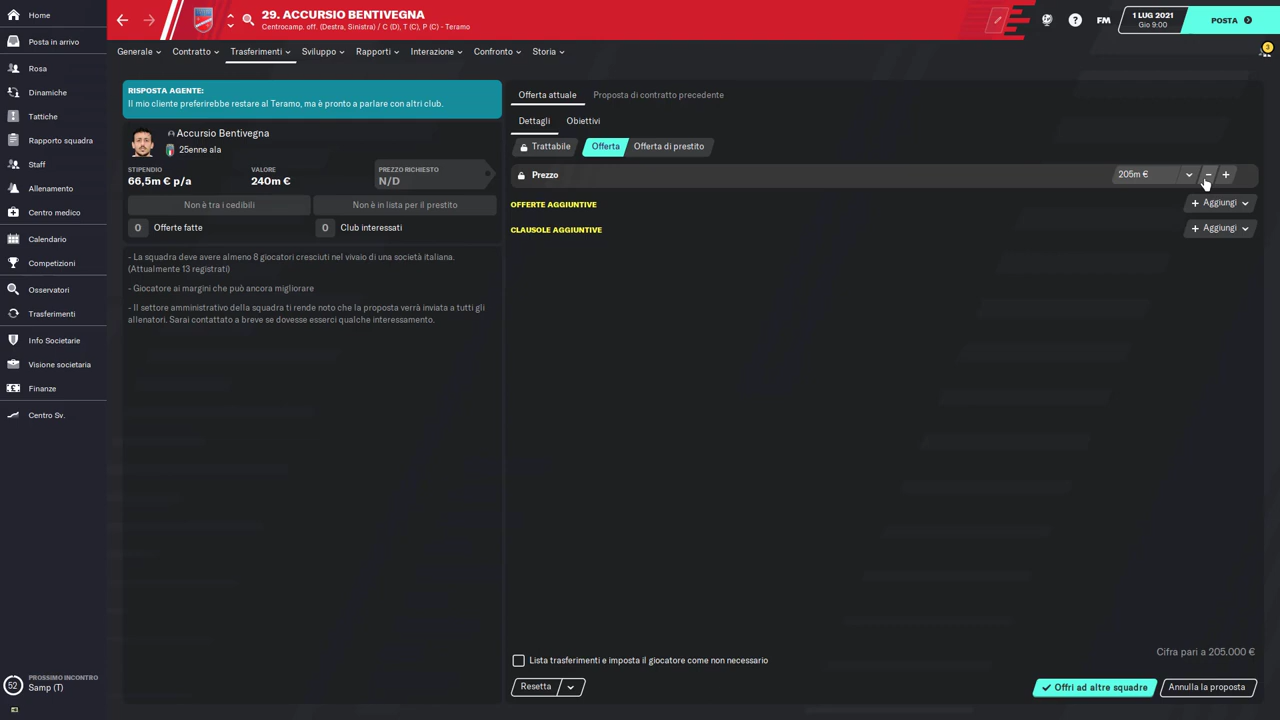 Home
Posta in arrivo
Rosa
Dinamiche
Tattiche
Rapporto squadra
Staff
Allenamento
Centro medico
Calendario
Competizioni
Osservatori
Trasferimenti
Info Societarie
Visione societaria
Finanze
Centro Sv.
PROSSIMO INCONTRO
52 Samp (T)
29. ACCURSIO BENTIVEGNA
Centrocamp. off. (Destra, Sinistra) / C (D), T (C), P (C) - Teramo
? FM
1 LUG 2021
Gio 9:00
POSTA
3
Generale Contratto Trasferimenti Sviluppo Rapporti Interazione Confronto Storia
RISPOSTA AGENTE:
Il mio cliente preferirebbe restare al Teramo, ma è pronto a parlare con altri club.
Accursio Bentivegna
25enne ala
STIPENDIO VALORE PREZZO RICHIESTO
66,5m € p/a 240m € N/D
Non è tra i cedibili Non è in lista per il prestito
0 Offerte fatte 0 Club interessati
- La squadra deve avere almeno 8 giocatori cresciuti nel vivaio di una società italiana.
(Attualmente 13 registrati)
- Giocatore ai margini che può ancora migliorare
- Il settore amministrativo della squadra ti rende noto che la proposta verrà inviata a tutti gli
allenatori. Sarai contattato a breve se dovesse esserci qualche interessamento.
Offerta attuale Proposta di contratto precedente
Dettagli Obiettivi
Trattabile Offerta Offerta di prestito
Prezzo 205m € − +
OFFERTE AGGIUNTIVE + Aggiungi
CLAUSOLE AGGIUNTIVE + Aggiungi
Cifra pari a 205.000 €
Lista trasferimenti e imposta il giocatore come non necessario
Resetta Offri ad altre squadre Annulla la proposta